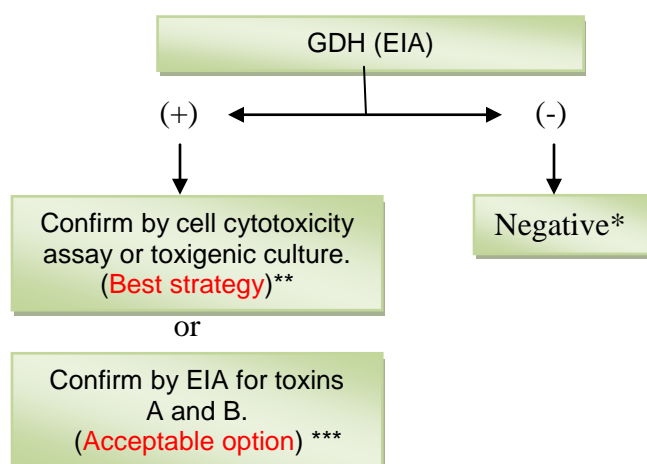 GDH (EIA)
(+)
(-)
Confirm by cell cytotoxicity
assay or toxigenic culture.
(Best strategy)**
Negative*
or
Confirm by EIA for toxins
A and B.
(Acceptable option) ***